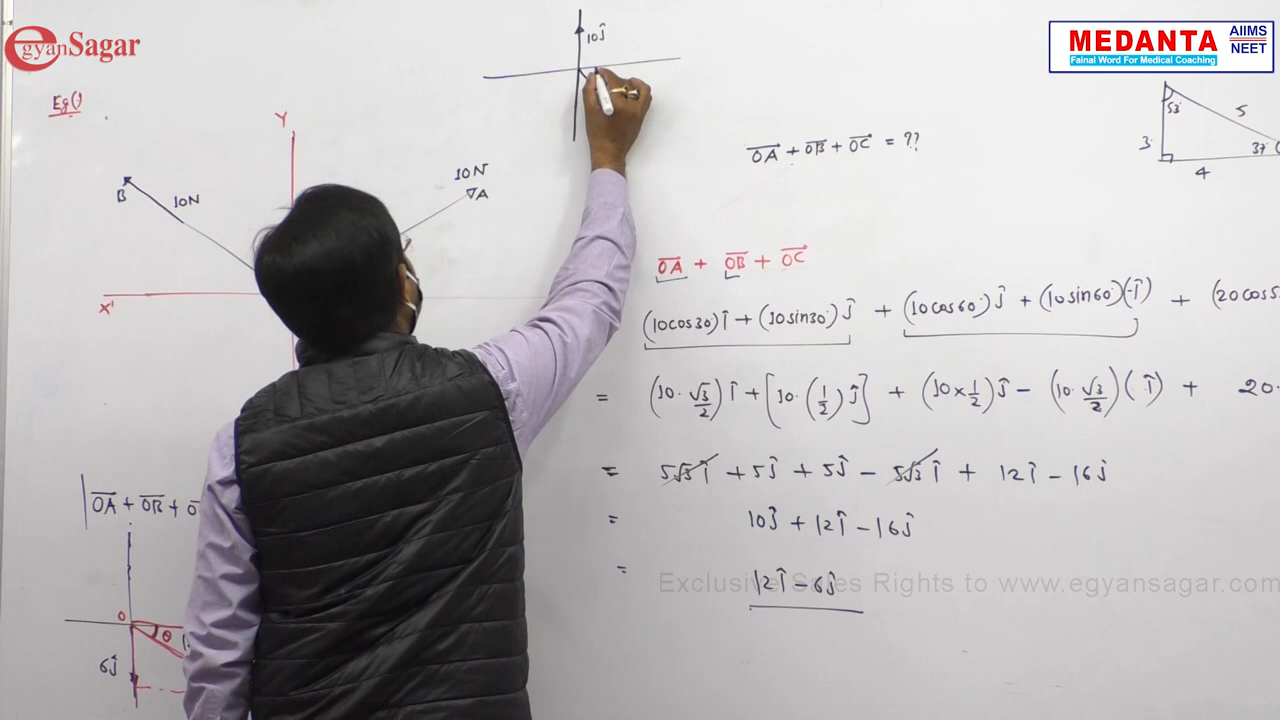 egyanSagar
MEDANTA
AIIMS
NEET
Fainal Word For Medical Coaching
Eg(1)
10ĵ
Y
10N
A
B
10N
X'
OA + OB + OC = ??
53°
5
3
37°
4
OA + OB + OC
(10cos30°)î + (10sin30°)ĵ + (10cos60°)ĵ + (10sin60°)(-î) + (20cos5
= (10·√3/2)î + [10·(1/2)ĵ] + (10×1/2)ĵ − (10·√3/2)(î) + 20·
= 5√3î + 5ĵ + 5ĵ − 5√3î + 12î − 16ĵ
= 10ĵ + 12î − 16ĵ
= 12î − 6ĵ
|OA + OB + O
O
θ
6ĵ
Exclusive Sales Rights to www.egyansagar.com